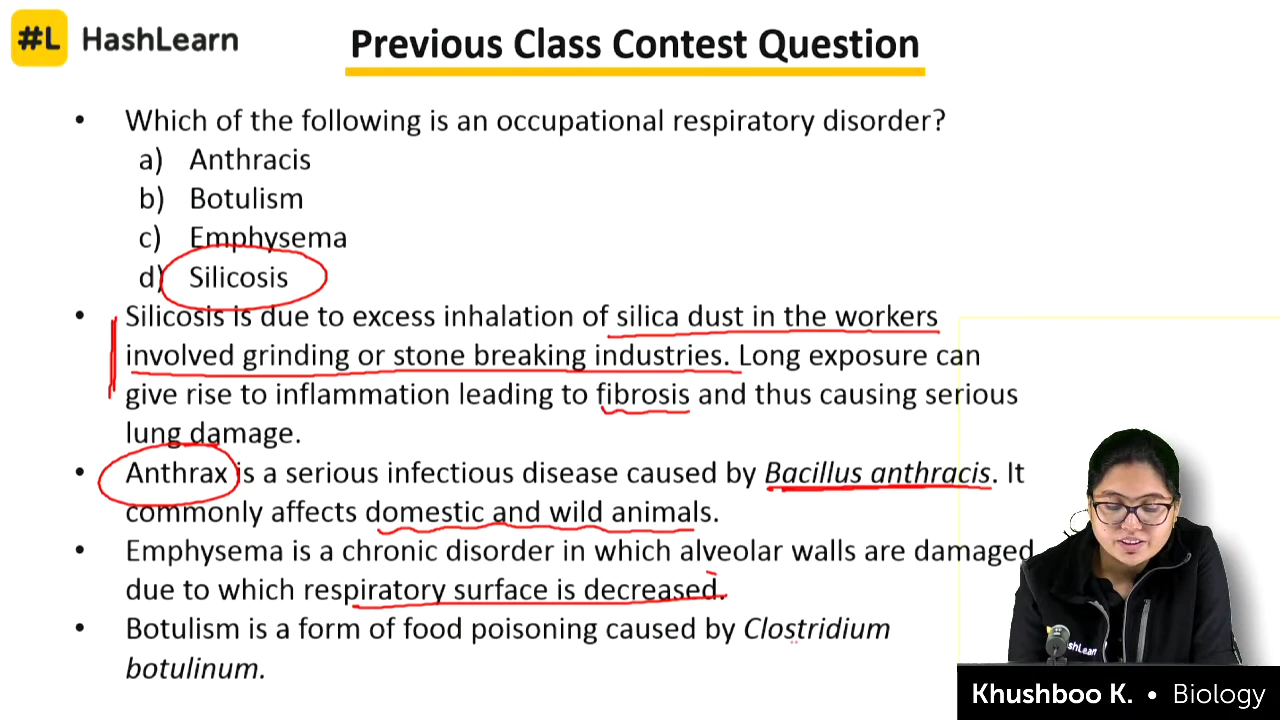 #L HashLearn
Previous Class Contest Question
• Which of the following is an occupational respiratory disorder?
a) Anthracis
b) Botulism
c) Emphysema
d) Silicosis
• Silicosis is due to excess inhalation of silica dust in the workers
involved grinding or stone breaking industries. Long exposure can
give rise to inflammation leading to fibrosis and thus causing serious
lung damage.
• Anthrax is a serious infectious disease caused by Bacillus anthracis. It
commonly affects domestic and wild animals.
• Emphysema is a chronic disorder in which alveolar walls are damaged
due to which respiratory surface is decreased.
• Botulism is a form of food poisoning caused by Clostridium
botulinum.
shLearn
Khushboo K. • Biology